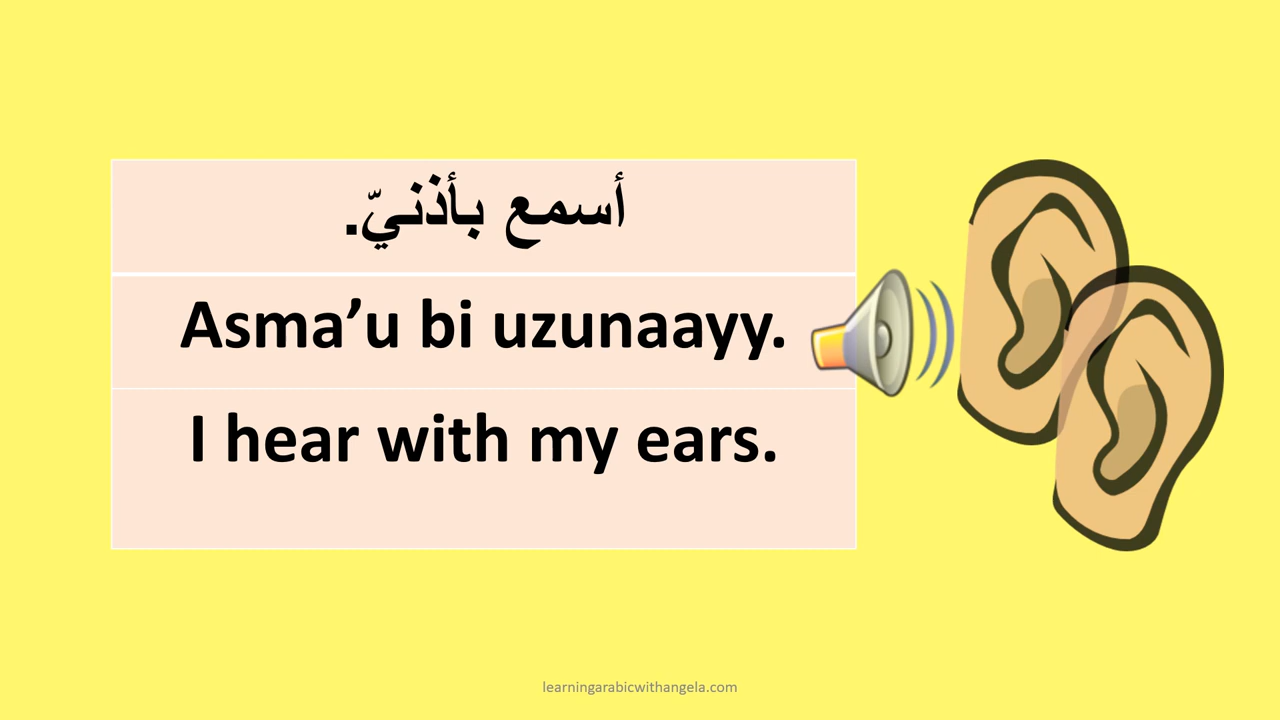 أسمع بأذنيّ.
Asma’u bi uzunaayy.
I hear with my ears.
learningarabicwithangela.com